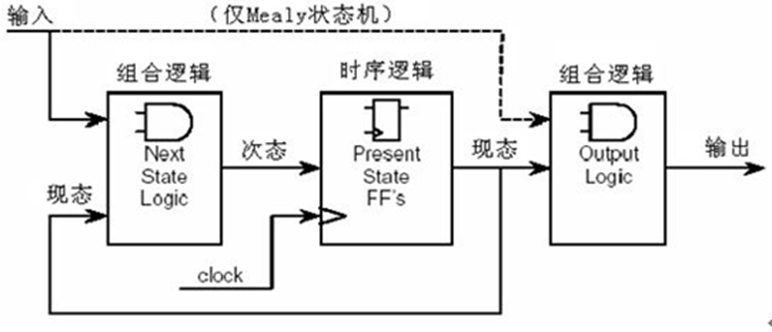 输入
（仅Mealy状态机）
组合逻辑
时序逻辑
组合逻辑
Next
State
Logic
次态
Present
State
FF's
现态
Output
Logic
输出
现态
clock